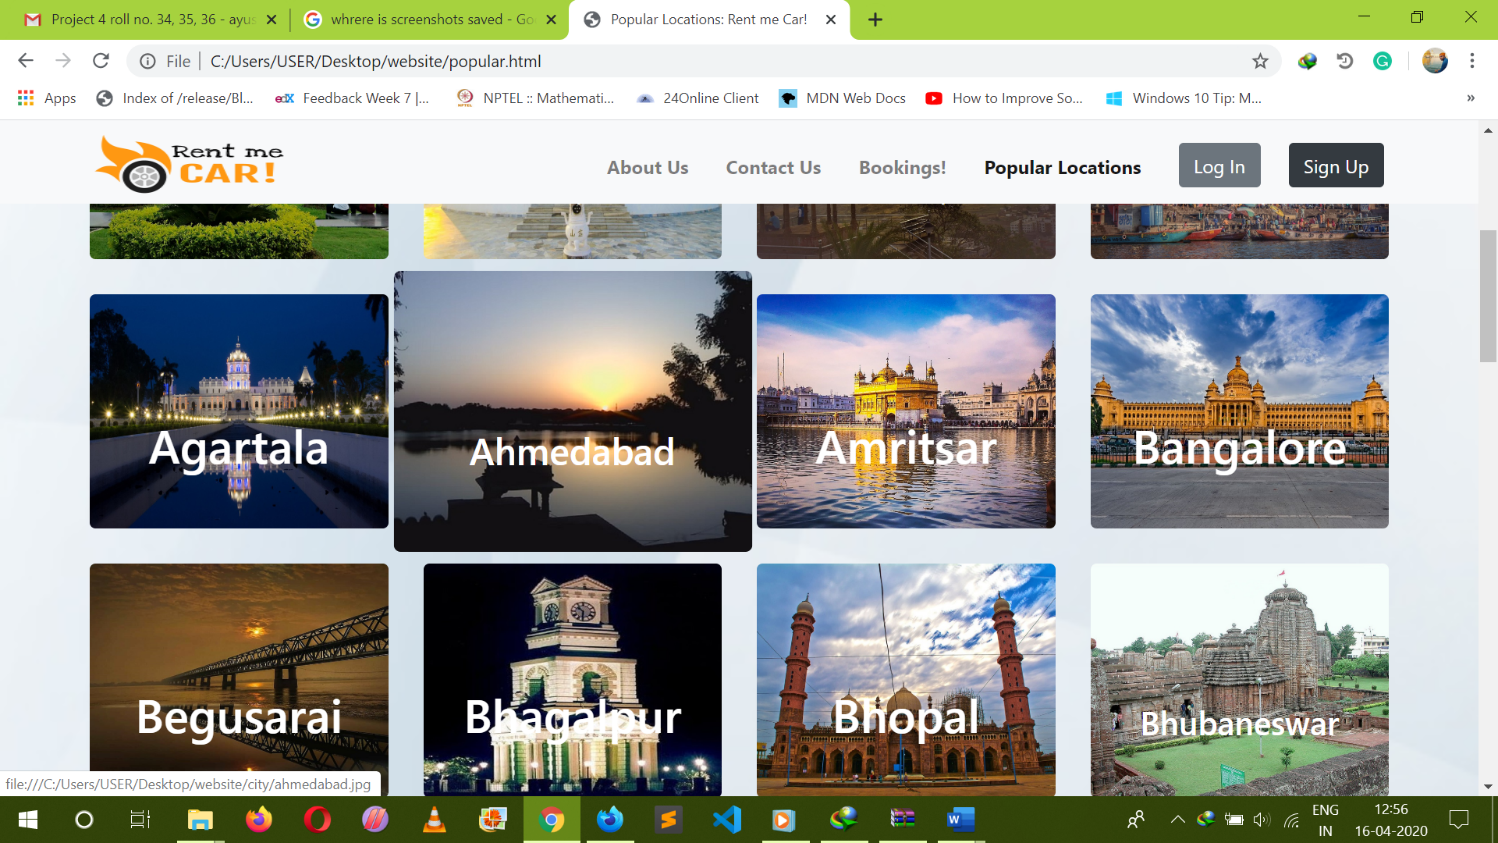 Project 4 roll no. 34, 35, 36 - ayus
whrere is screenshots saved - Goo
Popular Locations: Rent me Car!
File
C:/Users/USER/Desktop/website/popular.html
Apps
Index of /release/Bl...
edX Feedback Week 7 |...
NPTEL :: Mathemati...
24Online Client
MDN Web Docs
How to Improve So...
Windows 10 Tip: M...
»
Rent me
CAR!
About Us
Contact Us
Bookings!
Popular Locations
Log In
Sign Up
Agartala
Ahmedabad
Amritsar
Bangalore
Begusarai
Bhagalpur
Bhopal
Bhubaneswar
file:///C:/Users/USER/Desktop/website/city/ahmedabad.jpg
ENG
IN
12:56
16-04-2020